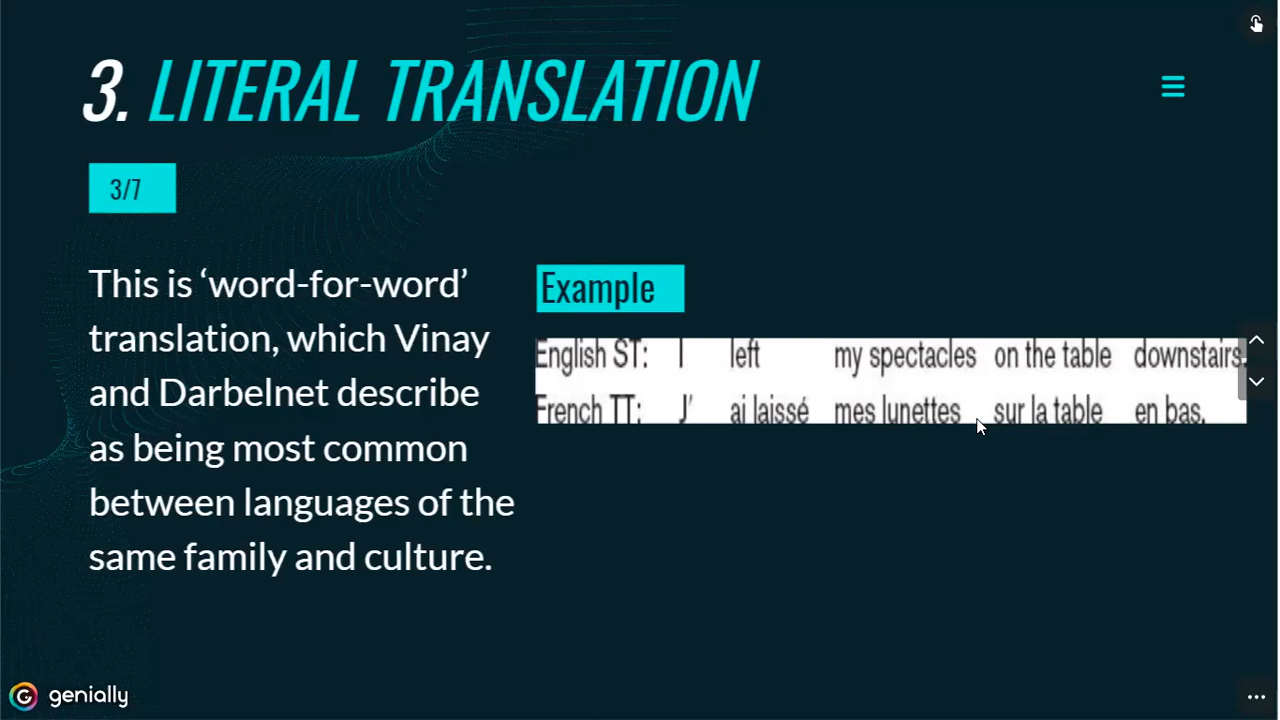 3. LITERAL TRANSLATION
3/7
This is ‘word-for-word’
translation, which Vinay
and Darbelnet describe
as being most common
between languages of the
same family and culture.
Example
English ST: I left my spectacles on the table downstairs.
French TT: J’ ai laissé mes lunettes sur la table en bas.
genially